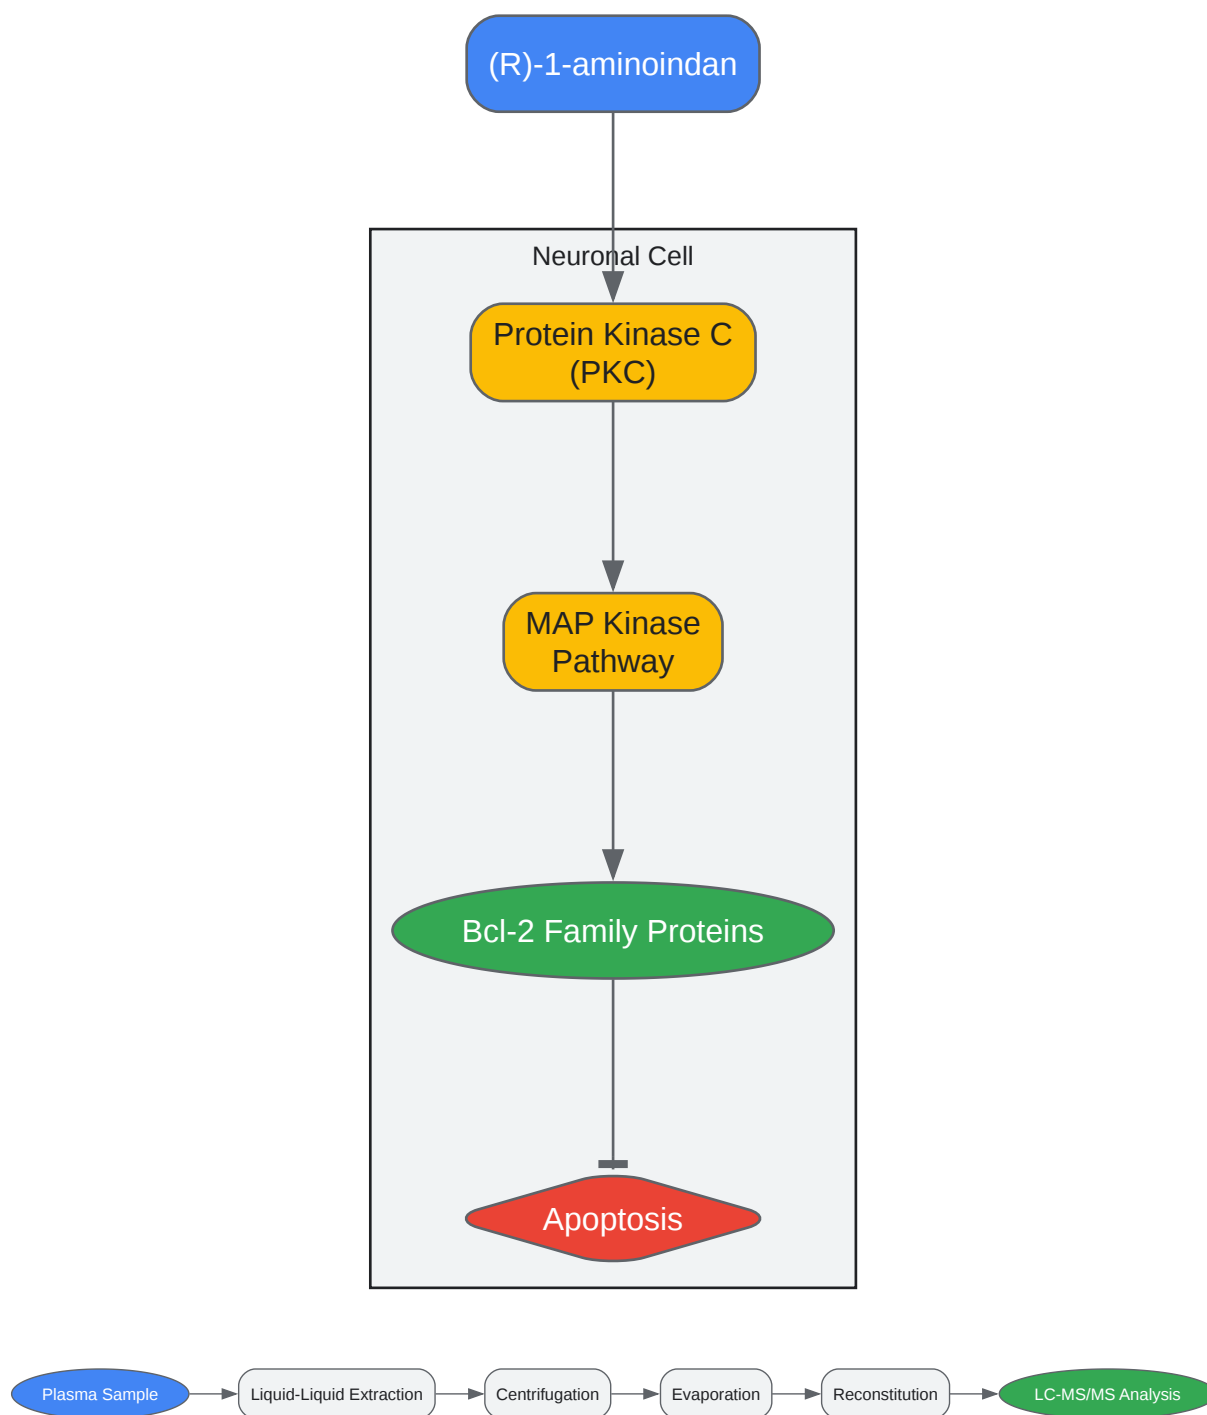 (R)-1-aminoindan
Neuronal Cell
Protein Kinase C
(PKC)
MAP Kinase
Pathway
Bcl-2 Family Proteins
Apoptosis
Plasma Sample
Liquid-Liquid Extraction
Centrifugation
Evaporation
Reconstitution
LC-MS/MS Analysis